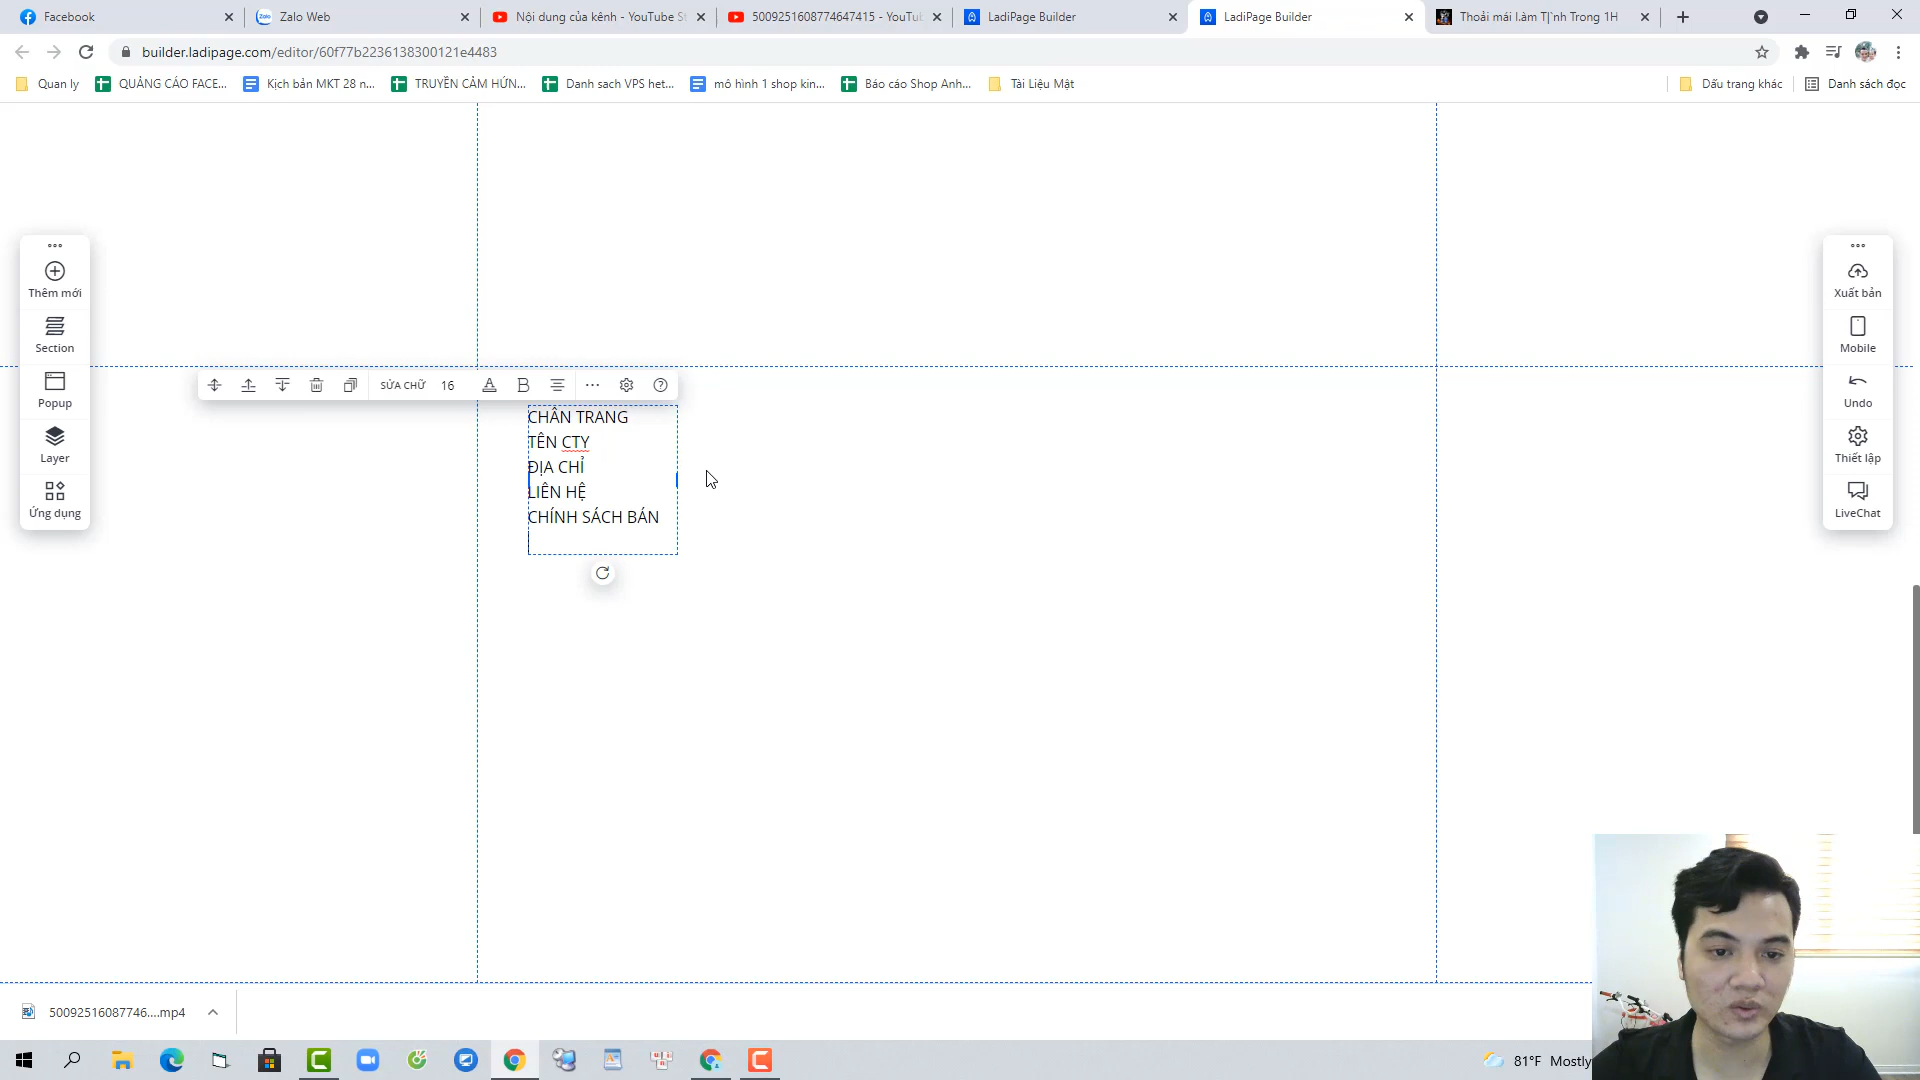 Facebook
Zalo Web
Nội dung của kênh - YouTube St
5009251608774647415 - YouTu
LadiPage Builder
LadiPage Builder
Thoải mái l.àm T|`nh Trong 1H
builder.ladipage.com/editor/60f77b2236138300121e4483
Quan ly
QUẢNG CÁO FACE...
Kịch bản MKT 28 n...
TRUYỀN CẢM HỨN...
Danh sach VPS het...
mô hình 1 shop kin...
Báo cáo Shop Anh...
Tài Liệu Mật
Dấu trang khác
Danh sách đọc
Thêm mới
Section
Popup
Layer
Ứng dụng
SỬA CHỮ 16
CHÂN TRANG
TÊN CTY
ĐỊA CHỈ
LIÊN HỆ
CHÍNH SÁCH BÁN
Xuất bản
Mobile
Undo
Thiết lập
LiveChat
50092516087746....mp4
81°F Mostly